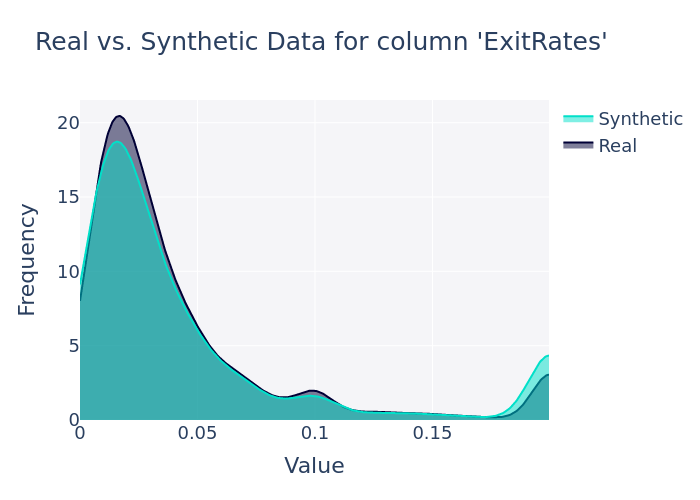 Real vs. Synthetic Data for column 'ExitRates'
Synthetic
Real
Frequency
20
15
10
5
0
0
0.05
0.1
0.15
Value